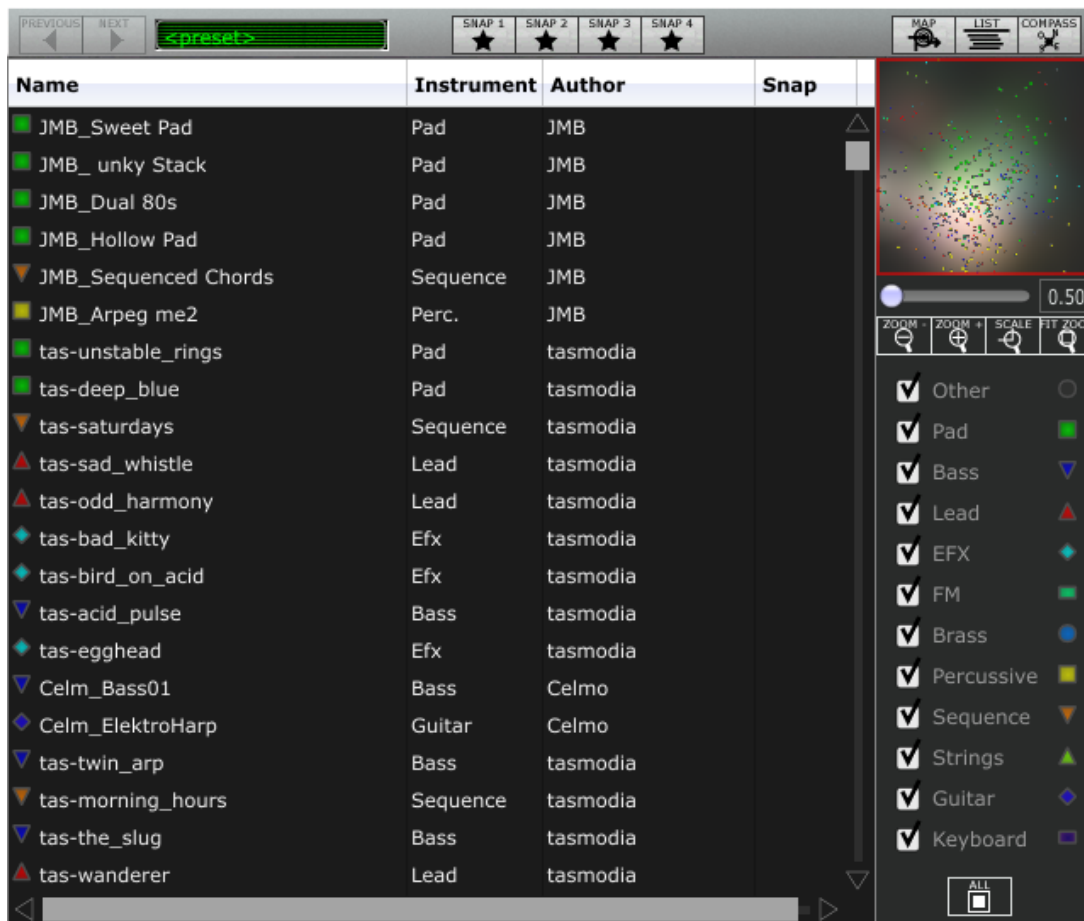 PREVIOUS NEXT <preset> SNAP 1 SNAP 2 SNAP 3 SNAP 4 MAP LIST COMPASS
Name Instrument Author Snap
JMB_Sweet Pad Pad JMB
JMB_ unky Stack Pad JMB
JMB_Dual 80s Pad JMB
JMB_Hollow Pad Pad JMB
JMB_Sequenced Chords Sequence JMB
JMB_Arpeg me2 Perc. JMB
tas-unstable_rings Pad tasmodia
tas-deep_blue Pad tasmodia
tas-saturdays Sequence tasmodia
tas-sad_whistle Lead tasmodia
tas-odd_harmony Lead tasmodia
tas-bad_kitty Efx tasmodia
tas-bird_on_acid Efx tasmodia
tas-acid_pulse Bass tasmodia
tas-egghead Efx tasmodia
Celm_Bass01 Bass Celmo
Celm_ElektroHarp Guitar Celmo
tas-twin_arp Bass tasmodia
tas-morning_hours Sequence tasmodia
tas-the_slug Bass tasmodia
tas-wanderer Lead tasmodia
0.50
ZOOM - ZOOM + SCALE FIT ZOO
Other
Pad
Bass
Lead
EFX
FM
Brass
Percussive
Sequence
Strings
Guitar
Keyboard
ALL